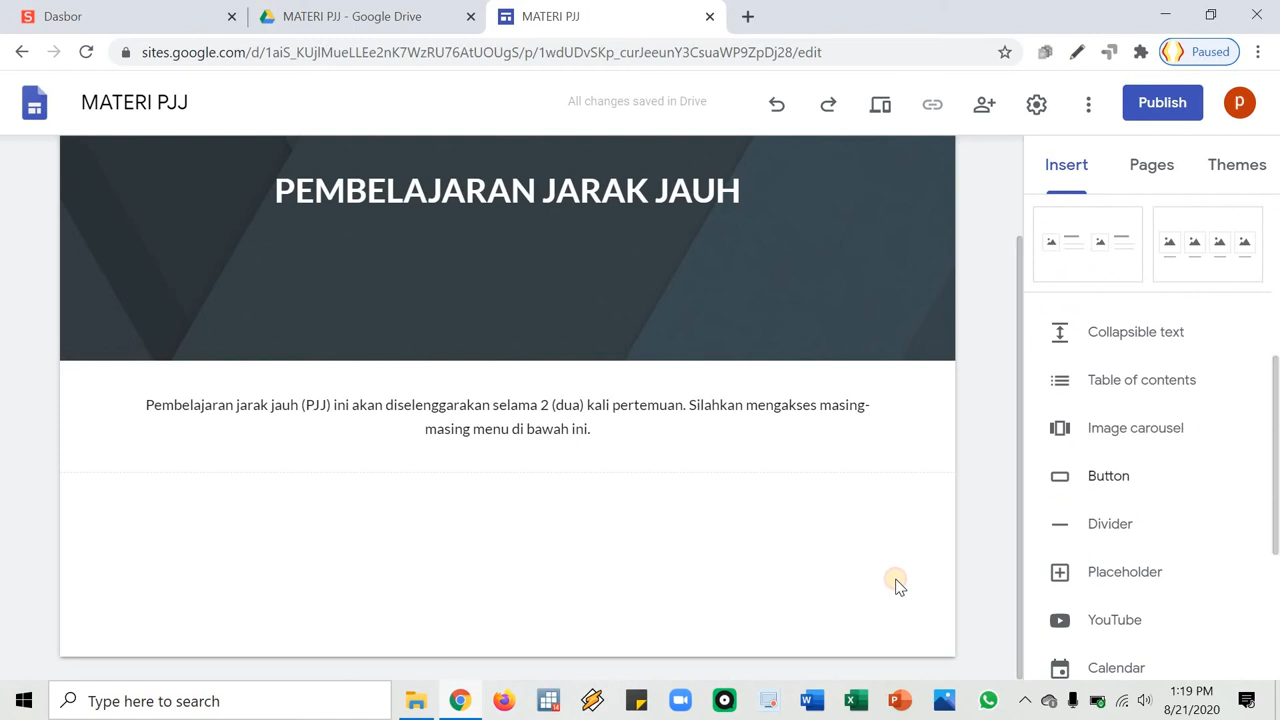 Dasbor
MATERI PJJ - Google Drive
MATERI PJJ
sites.google.com/d/1aiS_KUjlMueLLEe2nK7WzRU76AtUOUgS/p/1wdUDvSKp_curJeeunY3CsuaWP9ZpDj28/edit
Paused
MATERI PJJ
All changes saved in Drive
Publish
p
Insert
Pages
Themes
PEMBELAJARAN JARAK JAUH
Pembelajaran jarak jauh (PJJ) ini akan diselenggarakan selama 2 (dua) kali pertemuan. Silahkan mengakses masing-
masing menu di bawah ini.
Collapsible text
Table of contents
Image carousel
Button
Divider
Placeholder
YouTube
Calendar
Type here to search
1:19 PM
8/21/2020